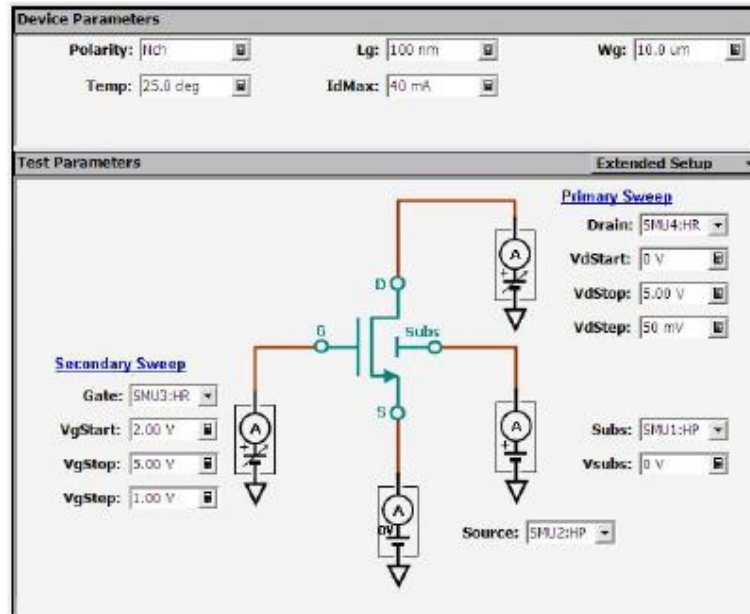 Device Parameters
Polarity: Nch Lg: 100 nm Wg: 10.0 um
Temp: 25.0 deg IdMax: 40 mA
Test Parameters Extended Setup
Primary Sweep
Drain: SMU4:HR
VdStart: 0 V
VdStop: 5.00 V
VdStep: 50 mV
A
D
G
Subs
Secondary Sweep
Gate: SMU3:HR
VgStart: 2.00 V
VgStop: 5.00 V
VgStep: 1.00 V
A
S
A
Subs: SMU1:HP
Vsubs: 0 V
A
0V
Source: SMU2:HP